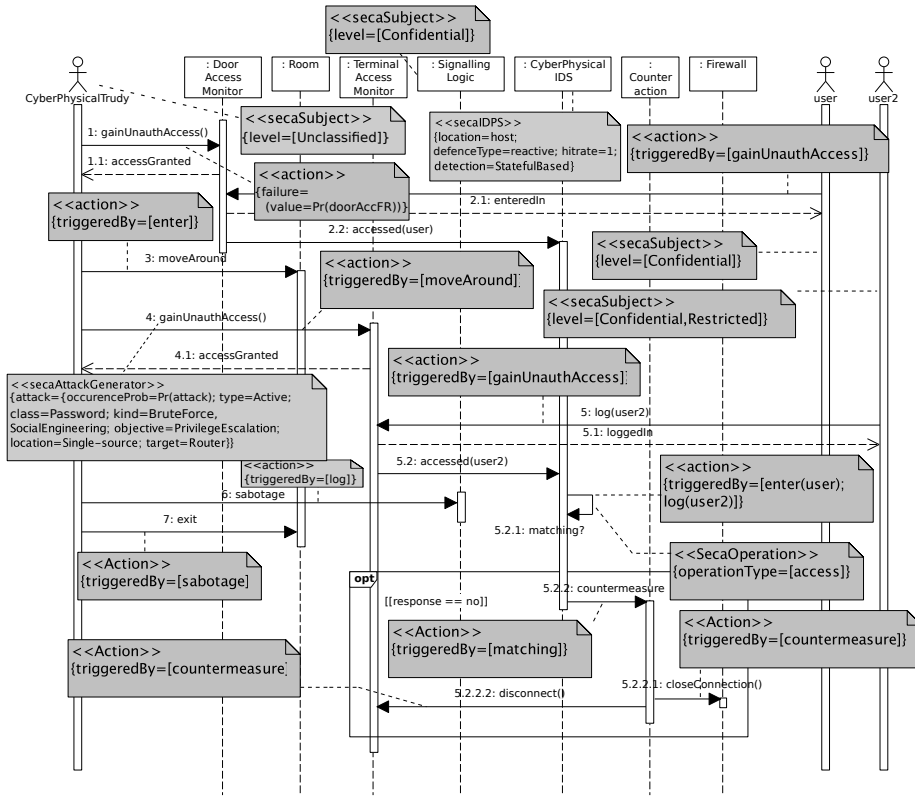 <<secaSubject>>
{level=[Confidential]}
: Door
Access
Monitor
: Room
: Terminal
Access
Monitor
: Signalling
Logic
: CyberPhysical
IDS
:
Counter
action
: Firewall
CyberPhysicalTrudy
user
user2
<<secaSubject>>
{level=[Unclassified]}
<<secaIDPS>>
{location=host;
defenceType=reactive; hitrate=1;
detection=StatefulBased}
<<action>>
{triggeredBy=[gainUnauthAccess]}
1: gainUnauthAccess()
1.1: accessGranted
<<action>>
{failure=
(value=Pr(doorAccFR))}
2.1: enteredIn
<<action>>
{triggeredBy=[enter]}
2.2: accessed(user)
<<secaSubject>>
{level=[Confidential]}
3: moveAround
<<action>>
{triggeredBy=[moveAround]}
<<secaSubject>>
{level=[Confidential,Restricted]}
4: gainUnauthAccess()
4.1: accessGranted
<<action>>
{triggeredBy=[gainUnauthAccess]}
<<secaAttackGenerator>>
{attack={occurenceProb=Pr(attack); type=Active;
class=Password; kind=BruteForce,
SocialEngineering; objective=PrivilegeEscalation;
location=Single-source; target=Router}}
5: log(user2)
5.1: loggedIn
<<action>>
{triggeredBy=[log]}
5.2: accessed(user2)
<<action>>
{triggeredBy=[enter(user);
log(user2)]}
6: sabotage
7: exit
5.2.1: matching?
<<Action>>
{triggeredBy=[sabotage]
<<SecaOperation>>
{operationType=[access]}
opt
[[response == no]]
5.2.2: countermeasure
<<Action>>
{triggeredBy=[matching]}
<<Action>>
{triggeredBy=[countermeasure]}
<<Action>>
{triggeredBy=[countermeasure]
5.2.2.1: closeConnection()
5.2.2.2: disconnect()